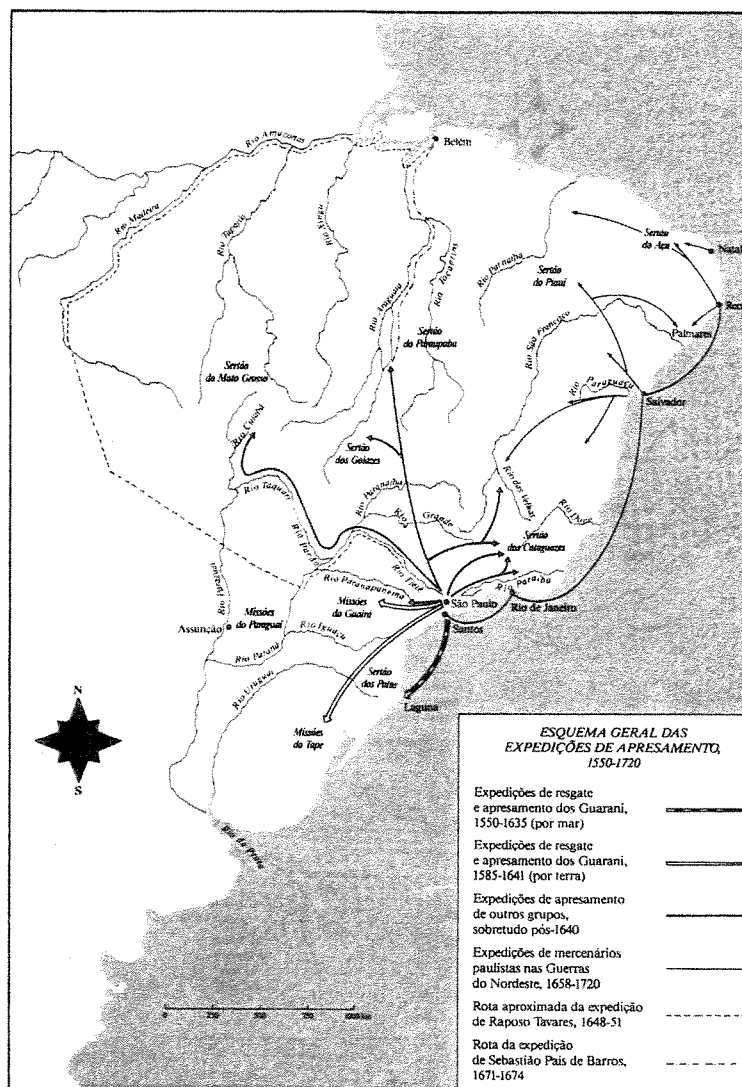 Rio Amazonas
Belém
Rio Madeira
Rio Tapajós
Rio Xingu
Rio Araguaia
Rio Tocantins
Rio Parnaíba
Sertão
do Açu
Natal
Sertão
do Piauí
Rio São Francisco
Palmares
Sertão
do Paraupaba
Sertão
do Mato Grosso
Rio Paraguaçu
Salvador
Rio Cuiabá
Sertão
dos Goiazes
Rio Taquari
Rio Paranaíba
Rio Grande
Rio das Velhas
Rio Doce
Sertão
dos Cataguazes
Rio Pardo
Rio Tietê
Rio Paranapanema
Rio Paraíba
São Paulo
Rio de Janeiro
Santos
Missões
do Guairá
Rio Paraguai
Missões
do Paraguai
Assunção
Rio Iguaçu
Rio Paraná
Rio Uruguai
Sertão
dos Patos
Laguna
Missões
do Tape
N
S
Rio da Prata
0 250 500 750 1000 km
ESQUEMA GERAL DAS
EXPEDIÇÕES DE APRESAMENTO,
1550-1720
Expedições de resgate
e apresamento dos Guarani,
1550-1635 (por mar)
Expedições de resgate
e apresamento dos Guarani,
1585-1641 (por terra)
Expedições de apresamento
de outros grupos,
sobretudo pós-1640
Expedições de mercenários
paulistas nas Guerras
do Nordeste, 1658-1720
Rota aproximada da expedição
de Raposo Tavares, 1648-51
Rota da expedição
de Sebastião Pais de Barros,
1671-1674